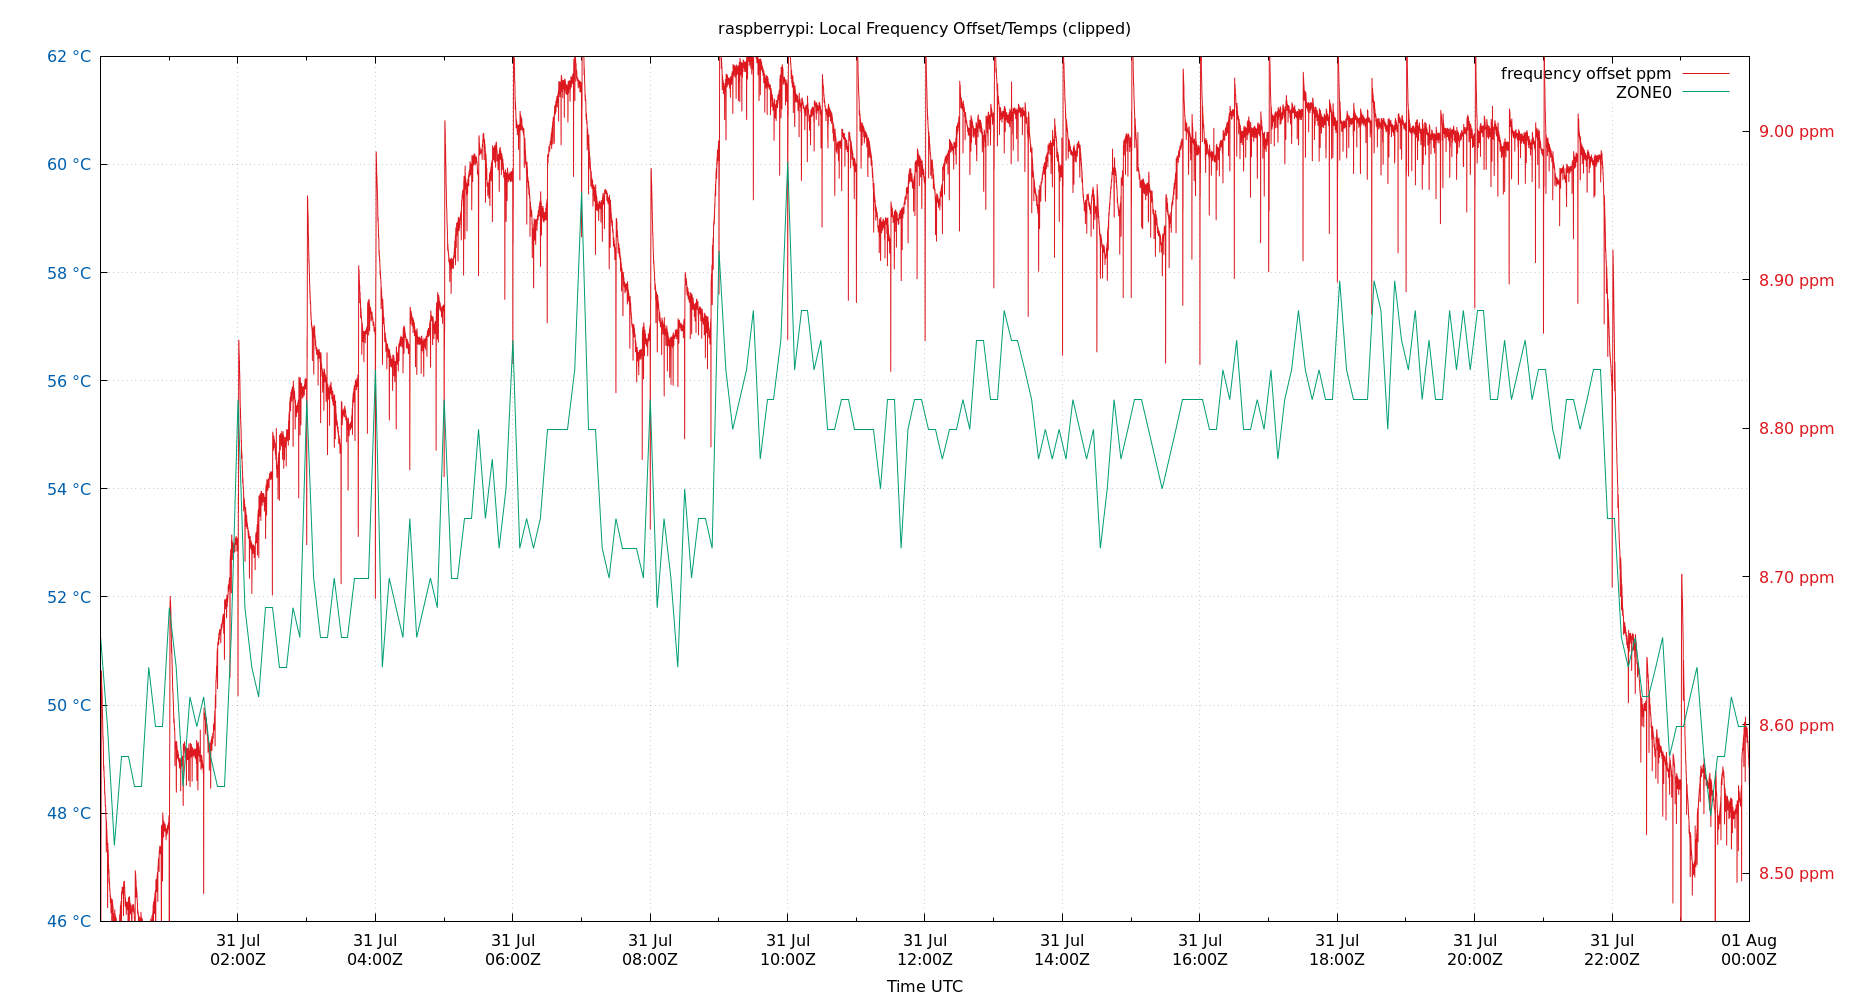 raspberrypi: Local Frequency Offset/Temps (clipped)
62 °C
60 °C
58 °C
56 °C
54 °C
52 °C
50 °C
48 °C
46 °C
frequency offset ppm
ZONE0
9.00 ppm
8.90 ppm
8.80 ppm
8.70 ppm
8.60 ppm
8.50 ppm
31 Jul
02:00Z
31 Jul
04:00Z
31 Jul
06:00Z
31 Jul
08:00Z
31 Jul
10:00Z
31 Jul
12:00Z
31 Jul
14:00Z
31 Jul
16:00Z
31 Jul
18:00Z
31 Jul
20:00Z
31 Jul
22:00Z
01 Aug
00:00Z
Time UTC